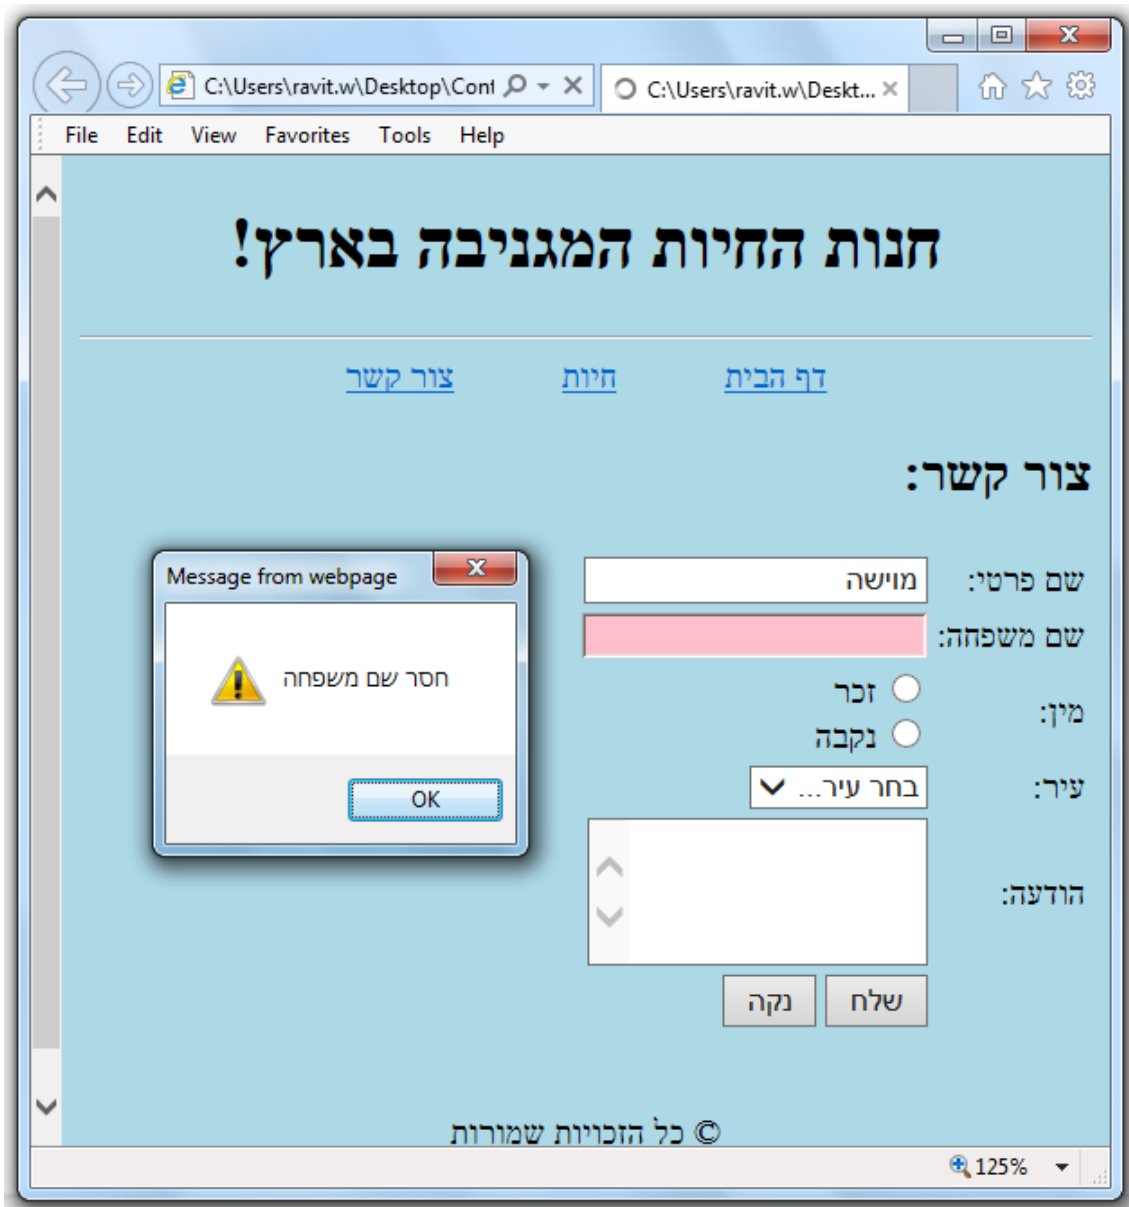 C:\Users\ravit.w\Desktop\Cont
C:\Users\ravit.w\Deskt...
File Edit View Favorites Tools Help
חנות החיות המגניבה בארץ!
דף הבית חיות צור קשר
צור קשר:
שם פרטי: מוישה
שם משפחה:
מין: זכר
נקבה
עיר: בחר עיר...
הודעה:
שלח נקה
Message from webpage
חסר שם משפחה
OK
© כל הזכויות שמורות
125%